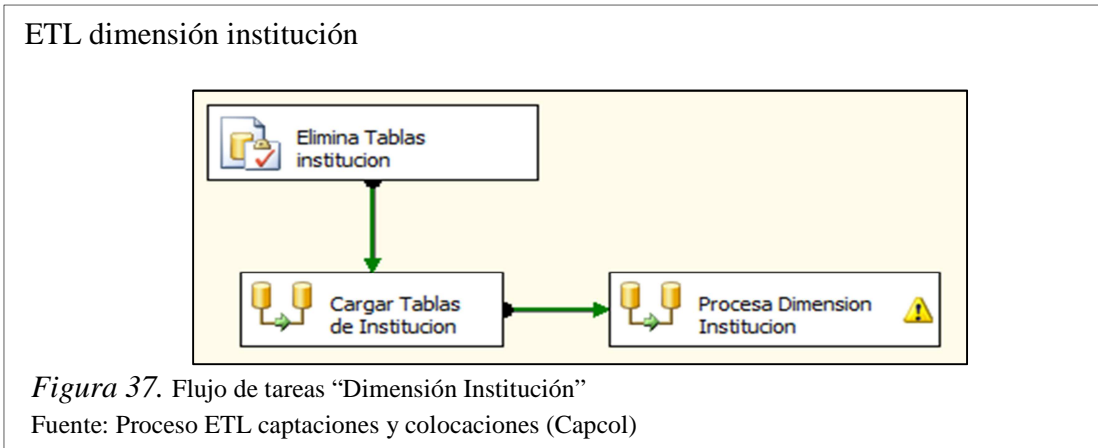 ETL dimensión institución
Elimina Tablas
institucion
Cargar Tablas
de Institucion
Procesa Dimension
Institucion
Figura 37. Flujo de tareas “Dimensión Institución”
Fuente: Proceso ETL captaciones y colocaciones (Capcol)